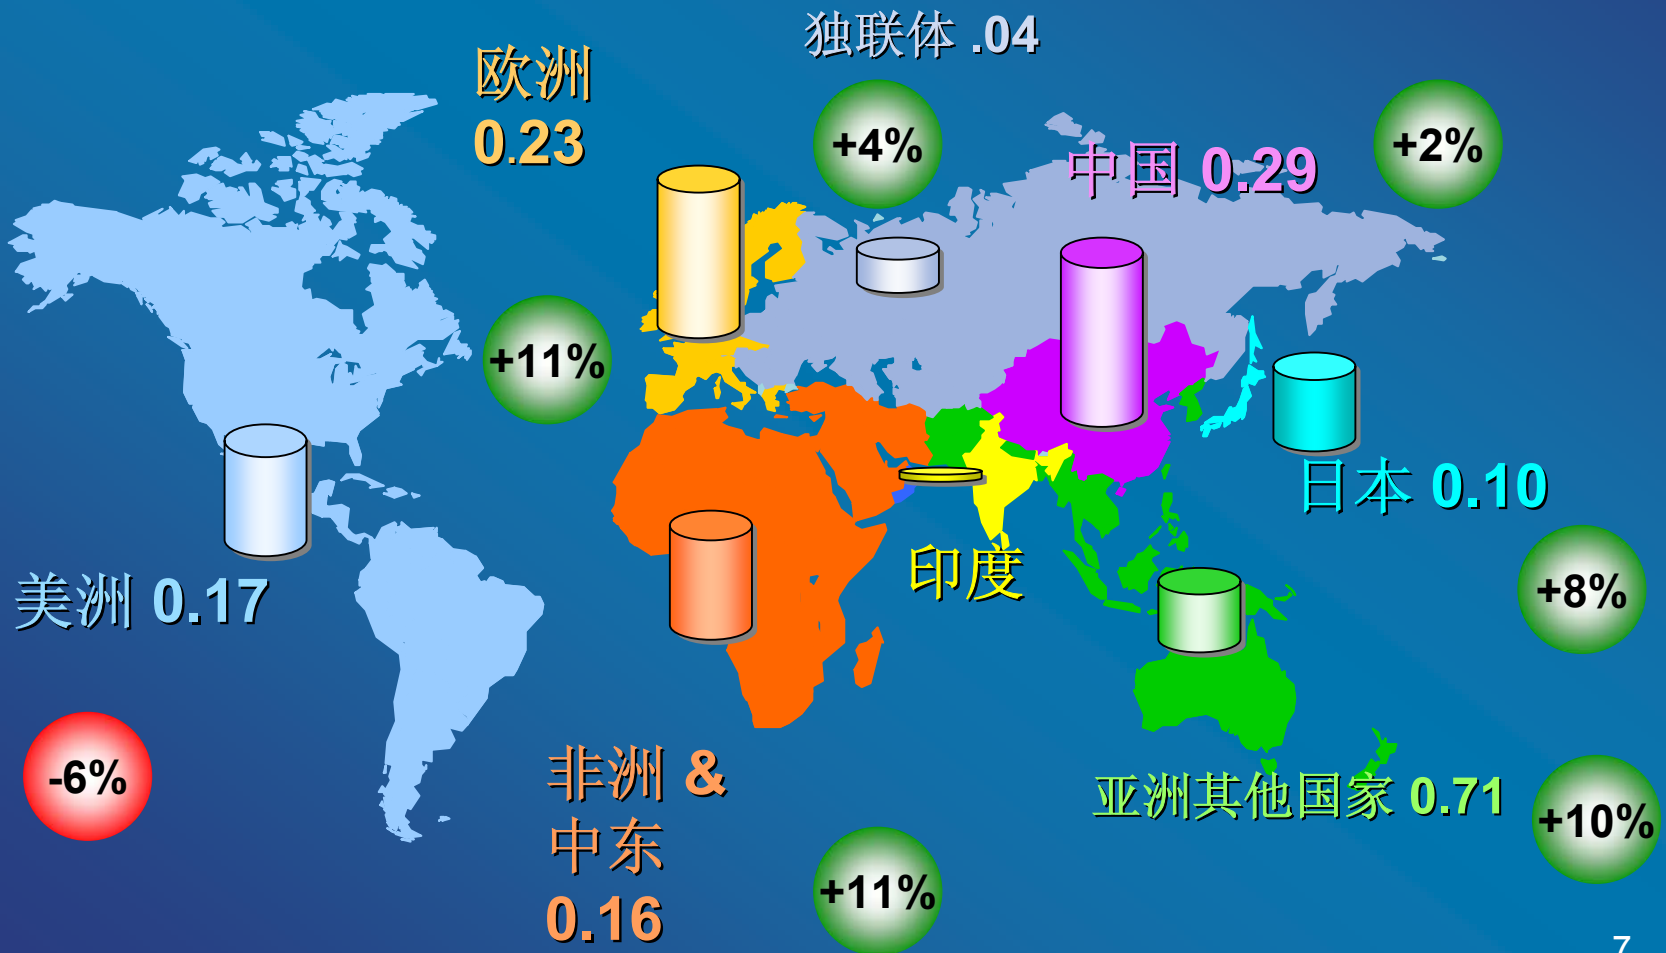 独联体 .04
欧洲
0.23
+4%
+2%
中国 0.29
+11%
日本 0.10
印度
美洲 0.17
+8%
-6%
非洲 &
中东
0.16
亚洲其他国家 0.71
+10%
+11%
7